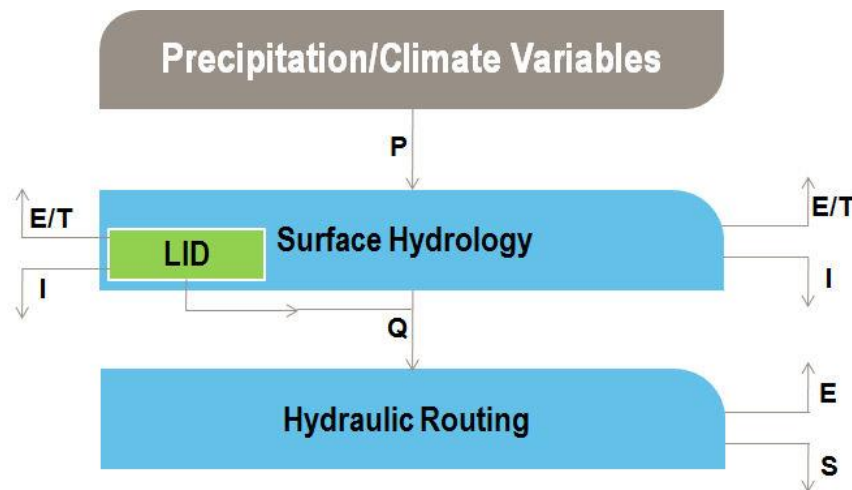 Precipitation/Climate Variables
P
E/T
E/T
LID
Surface Hydrology
I
I
Q
Hydraulic Routing
E
S